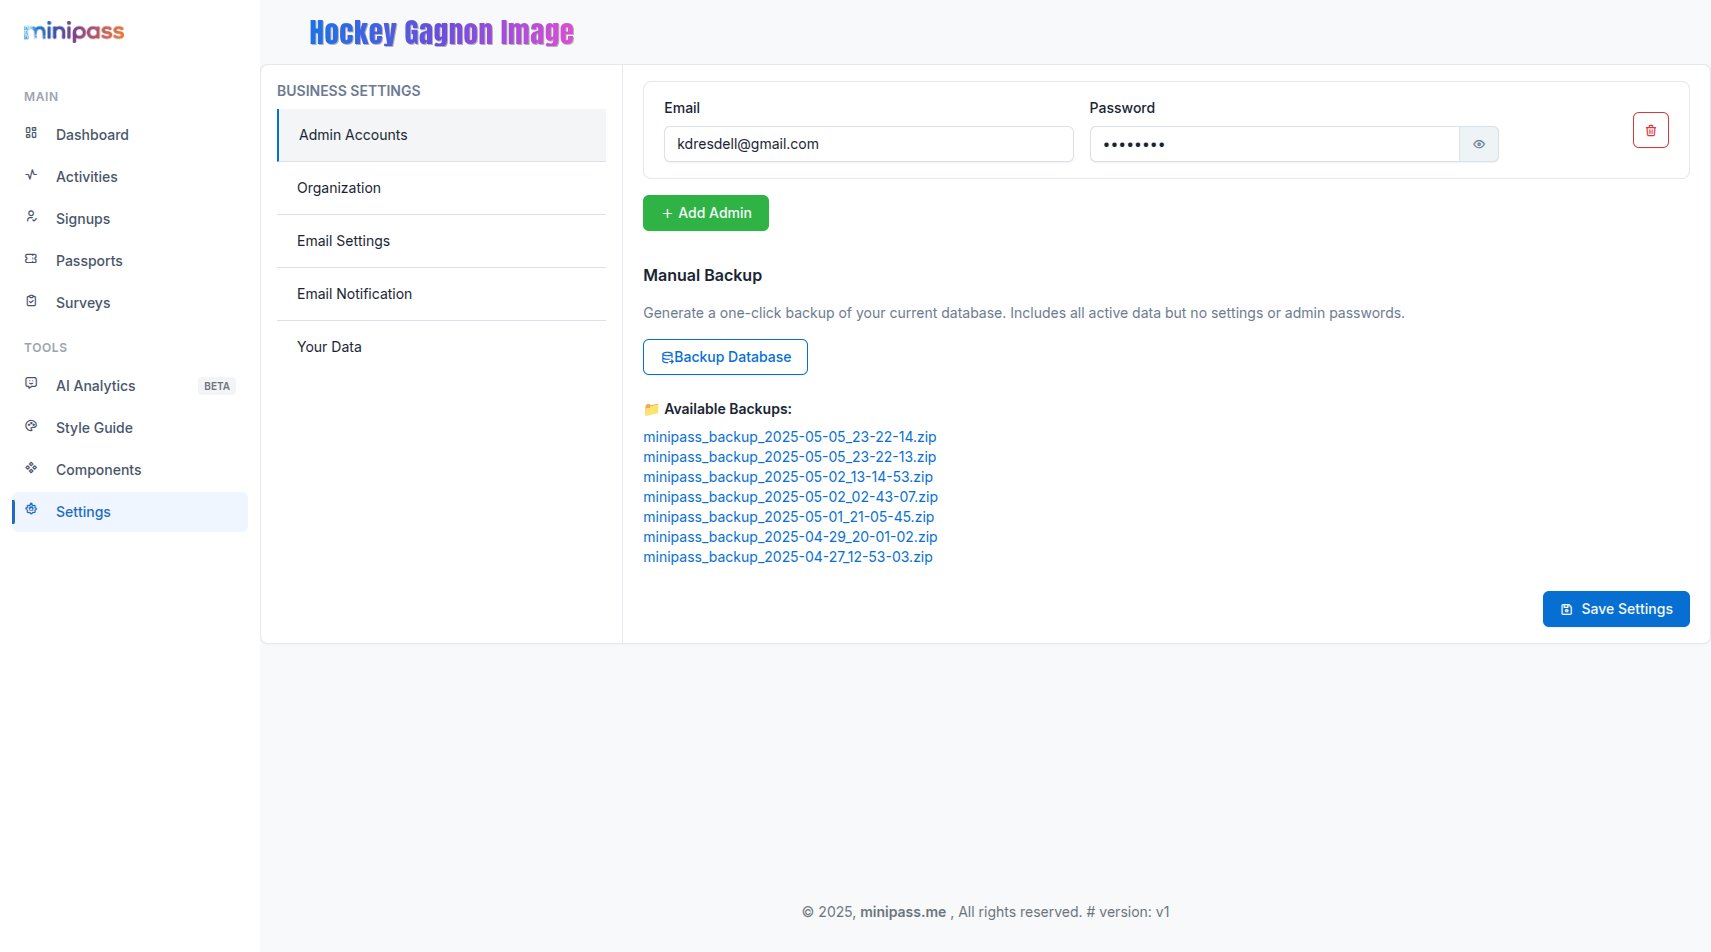 minipass
Hockey Gagnon Image
MAIN
Dashboard
Activities
Signups
Passports
Surveys
TOOLS
AI Analytics BETA
Style Guide
Components
Settings
BUSINESS SETTINGS
Admin Accounts
Organization
Email Settings
Email Notification
Your Data
Email Password
kdresdell@gmail.com ••••••••
+ Add Admin
Manual Backup
Generate a one-click backup of your current database. Includes all active data but no settings or admin passwords.
Backup Database
📁 Available Backups:
minipass_backup_2025-05-05_23-22-14.zip
minipass_backup_2025-05-05_23-22-13.zip
minipass_backup_2025-05-02_13-14-53.zip
minipass_backup_2025-05-02_02-43-07.zip
minipass_backup_2025-05-01_21-05-45.zip
minipass_backup_2025-04-29_20-01-02.zip
minipass_backup_2025-04-27_12-53-03.zip
Save Settings
© 2025, minipass.me , All rights reserved. # version: v1